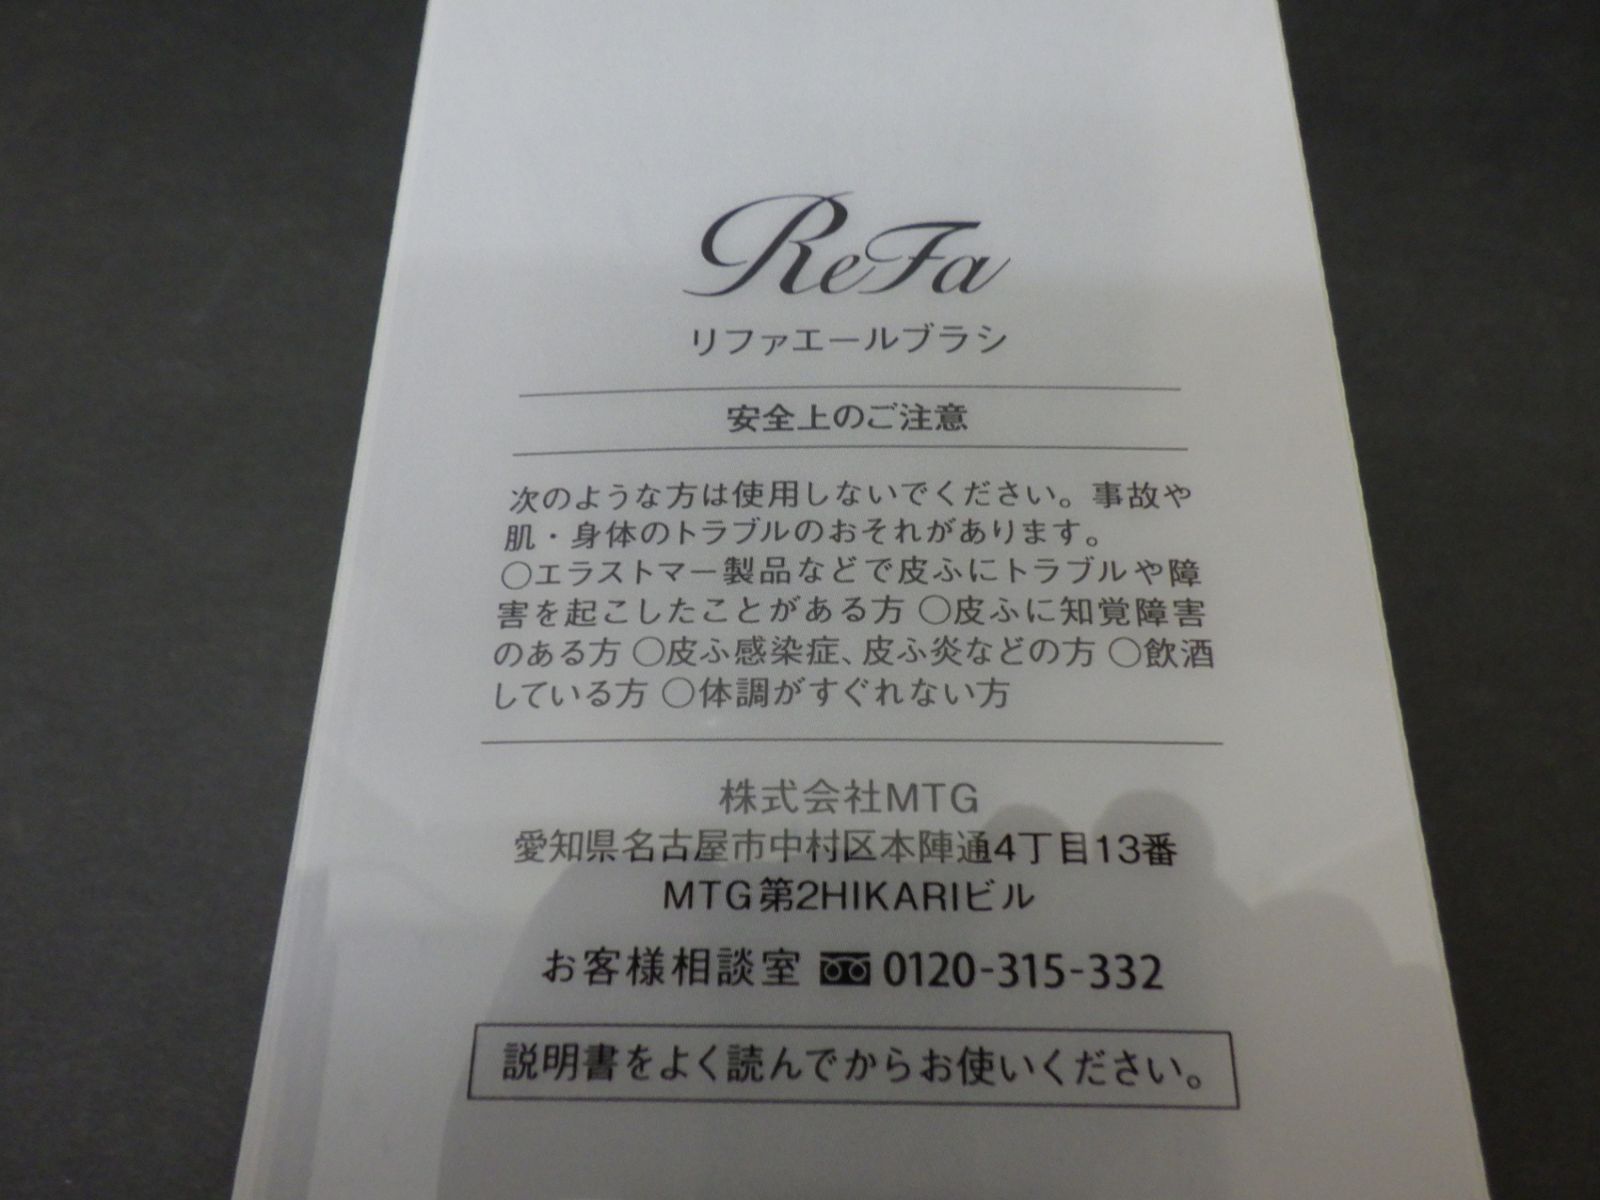 ReFa
リファエールブラシ
安全上のご注意
次のような方は使用しないでください。事故や
肌・身体のトラブルのおそれがあります。
○エラストマー製品などで皮ふにトラブルや障
害を起こしたことがある方 ○皮ふに知覚障害
のある方 ○皮ふ感染症、皮ふ炎などの方 ○飲酒
している方 ○体調がすぐれない方
株式会社MTG
愛知県名古屋市中村区本陣通4丁目13番
MTG第2HIKARIビル
お客様相談室 0120-315-332
説明書をよく読んでからお使いください。